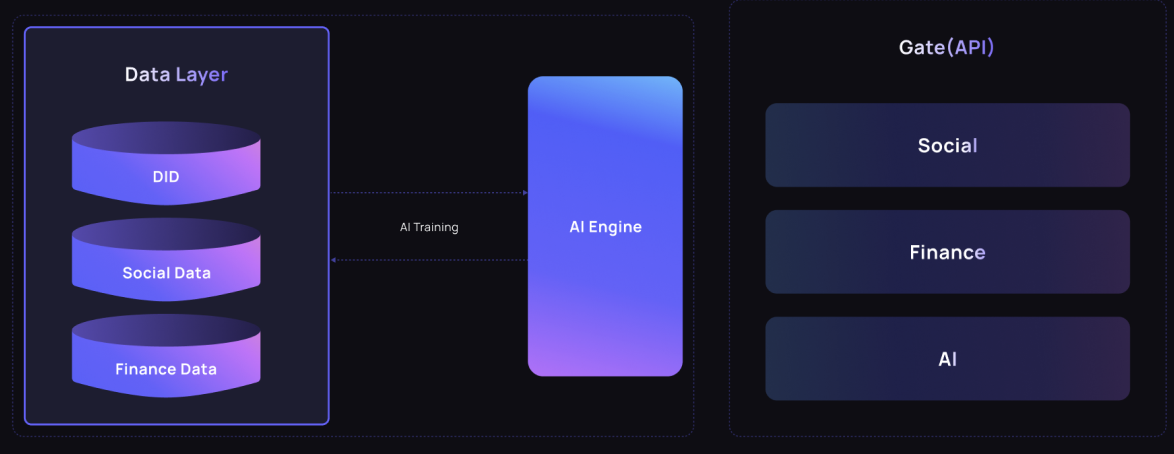 Data Layer
DID
Social Data
Finance Data
AI Training
AI Engine
Gate(API)
Social
Finance
AI